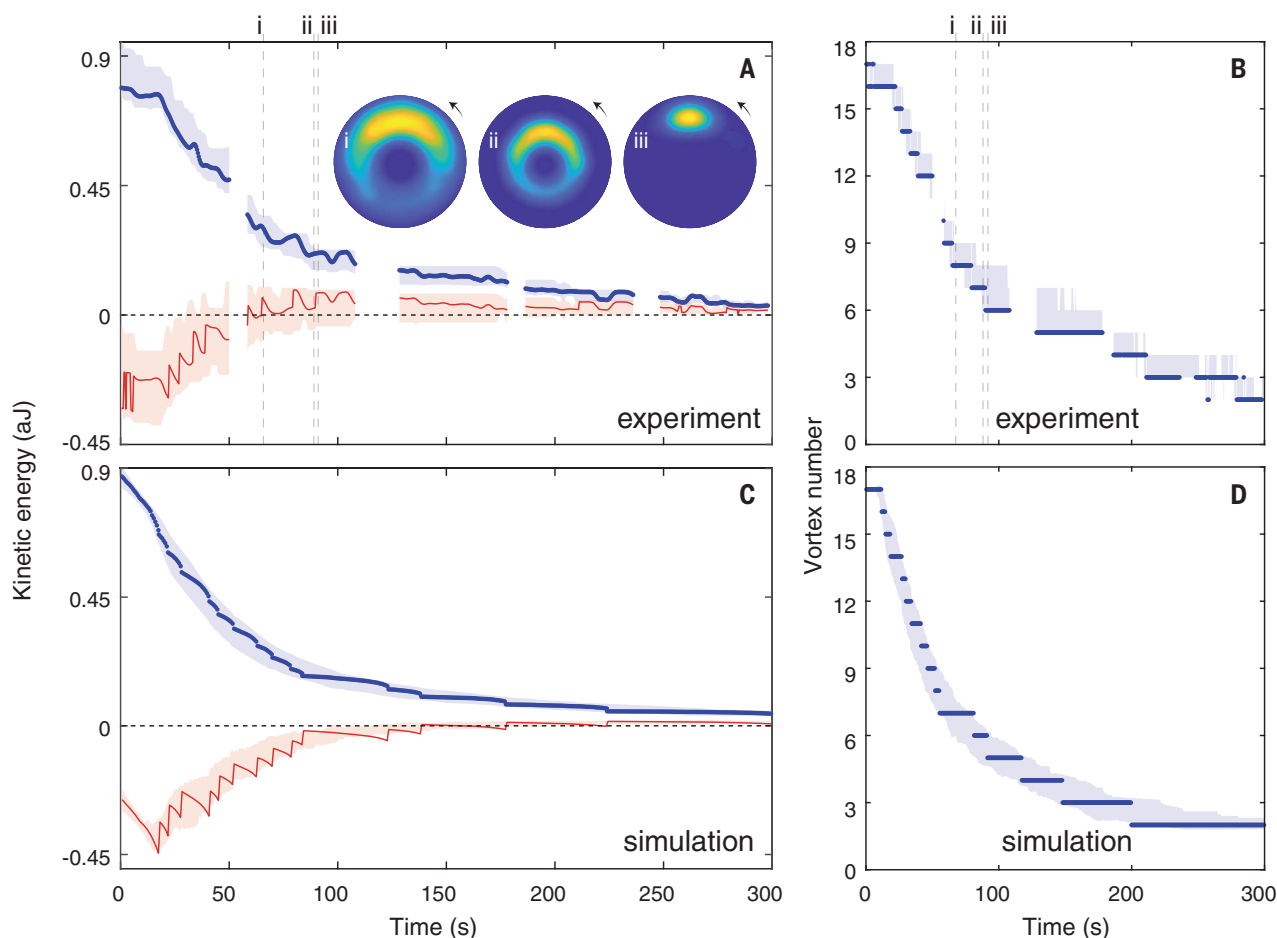 i ii iii
i ii iii
0.9
A
18
B
15
i
ii
iii
0.45
12
9
6
0
3
experiment
experiment
-0.45
0
Kinetic energy (aJ)
Vortex number
0.9
C
18
D
15
0.45
12
9
6
0
3
simulation
simulation
-0.45
0
0 50 100 150 200 250 300
0 100 200 300
Time (s)
Time (s)